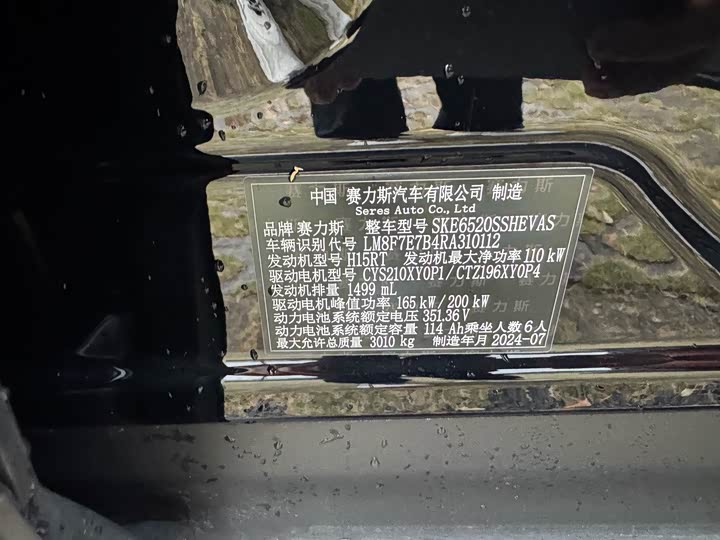 中国 赛力斯汽车有限公司 制造
Seres Auto Co., Ltd
品牌 赛力斯 整车型号 SKE6520SSHEVAS
车辆识别代号 LM8F7E7B4RA310112
发动机型号 H15RT 发动机最大净功率 110 kW
驱动电机型号 CYS210XY0P1/CTZ196XY0P4
发动机排量 1499 mL
驱动电机峰值功率 165 kW/200 kW
动力电池系统额定电压 351.36 V
动力电池系统额定容量 114 Ah乘坐人数 6人
最大允许总质量 3010 kg 制造年月 2024-07